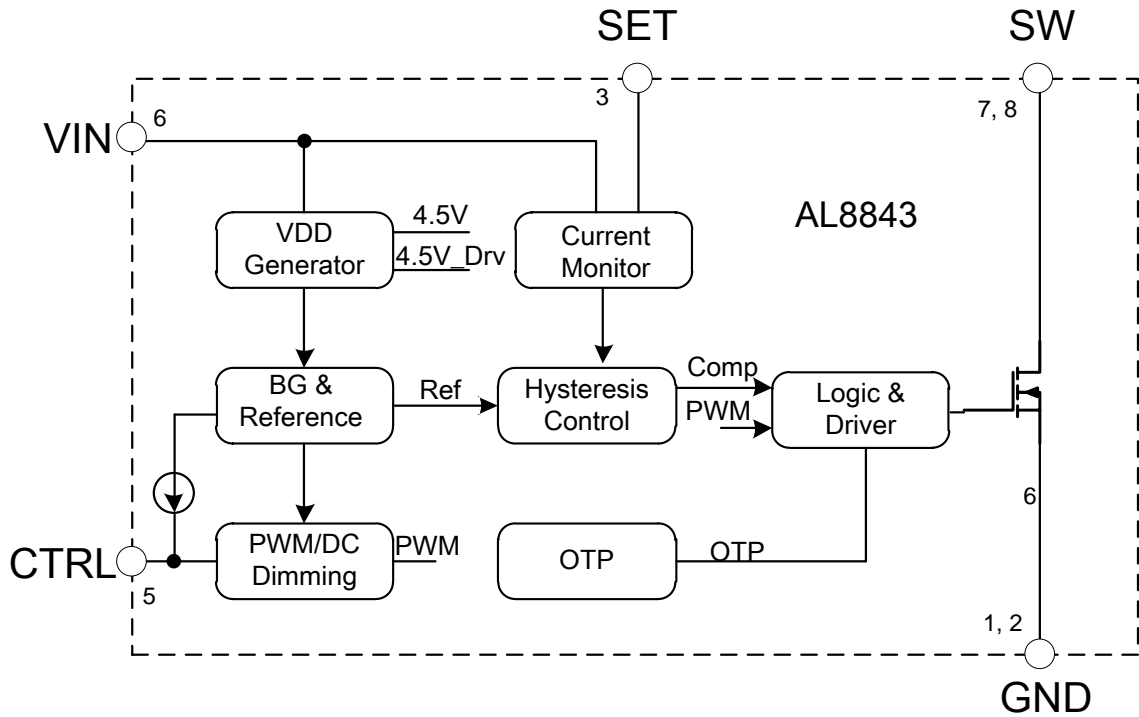 SET
SW
3
7, 8
6
VIN
AL8843
4.5V
VDD
Generator
4.5V_Drv
Current
Monitor
Comp
BG &
Reference
Ref
Hysteresis
Control
PWM
Logic &
Driver
6
CTRL
5
PWM/DC
Dimming
PWM
OTP
OTP
1, 2
GND